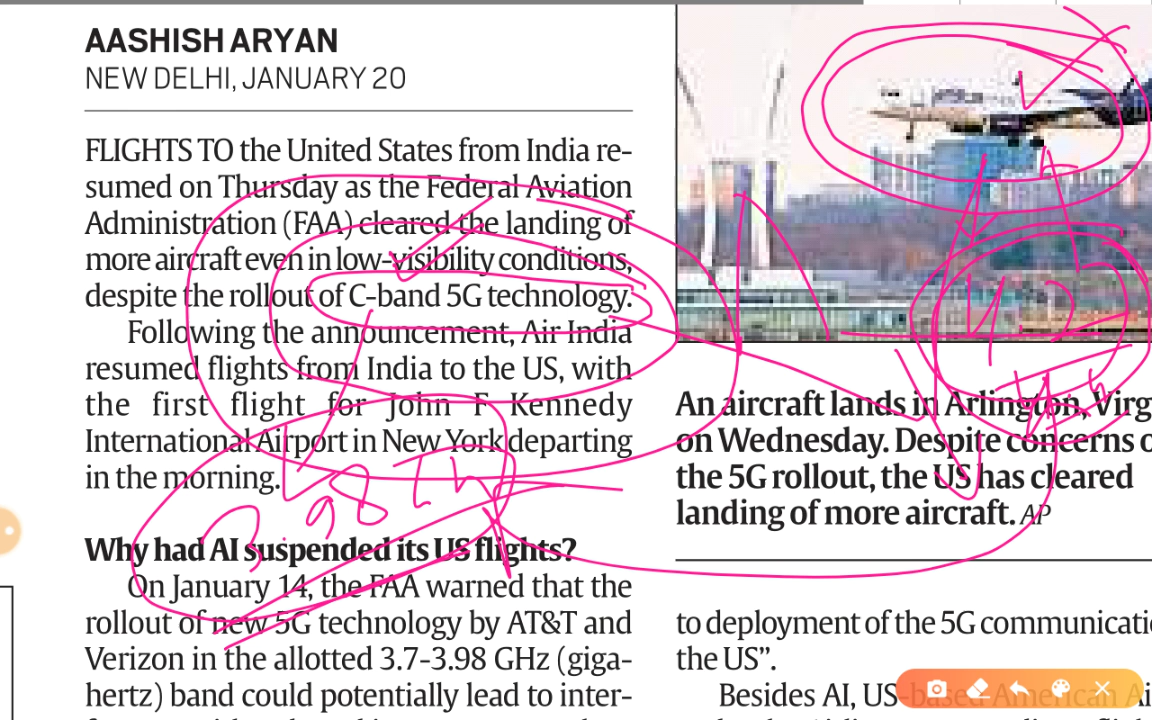 AASHISH ARYAN
NEW DELHI, JANUARY 20
FLIGHTS TO the United States from India re-
sumed on Thursday as the Federal Aviation
Administration (FAA) cleared the landing of
more aircraft even in low-visibility conditions,
despite the rollout of C-band 5G technology.
Following the announcement, Air India
resumed flights from India to the US, with
the first flight for John F Kennedy
International Airport in New York departing
in the morning.
Why had AI suspended its US flights?
On January 14, the FAA warned that the
rollout of new 5G technology by AT&T and
Verizon in the allotted 3.7-3.98 GHz (giga-
hertz) band could potentially lead to inter-
An aircraft lands in Arlington, Virg
on Wednesday. Despite concerns o
the 5G rollout, the US has cleared
landing of more aircraft. AP
to deployment of the 5G communicati
the US”.
Besides AI, US-based American Ai